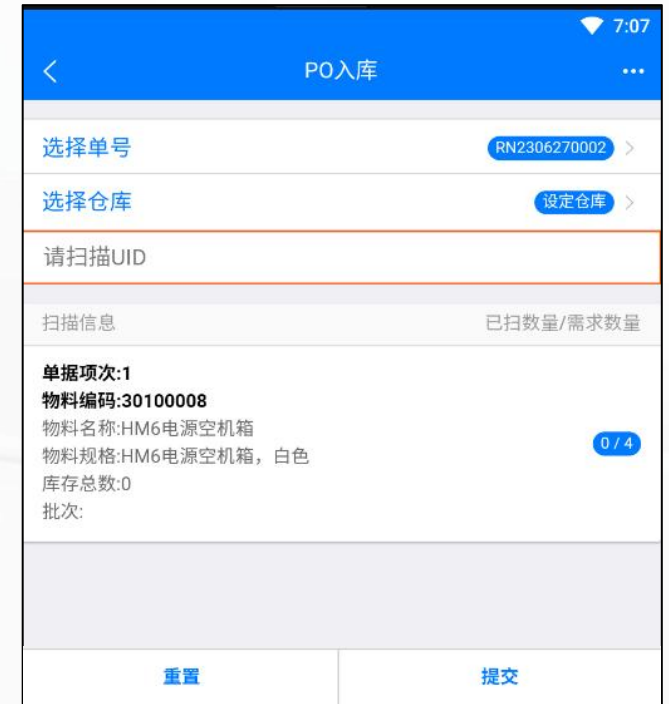 7:07
PO入库
选择单号 RN2306270002
选择仓库 设定仓库
请扫描UID
扫描信息 已扫数量/需求数量
单据项次:1
物料编码:30100008
物料名称:HM6电源空机箱
0 / 4
物料规格:HM6电源空机箱，白色
库存总数:0
批次:
重置 提交